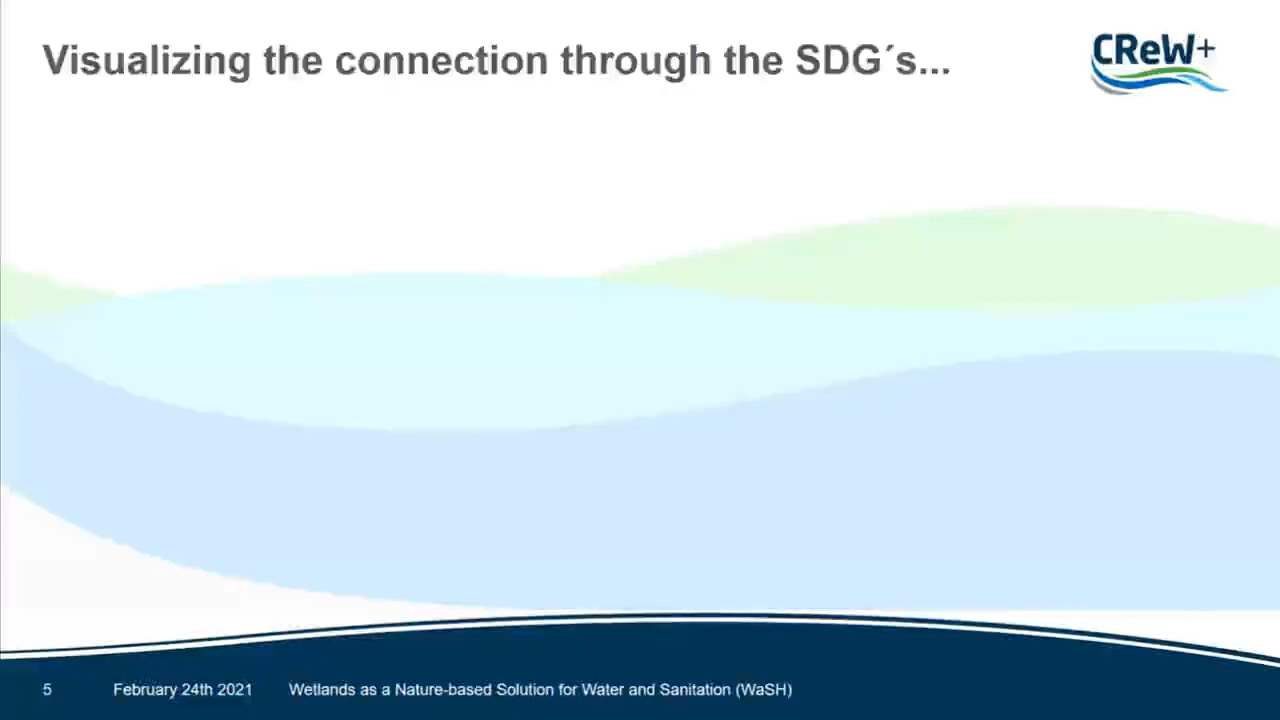 Visualizing the connection through the SDG´s...
CReW+
5 February 24th 2021 Wetlands as a Nature-based Solution for Water and Sanitation (WaSH)